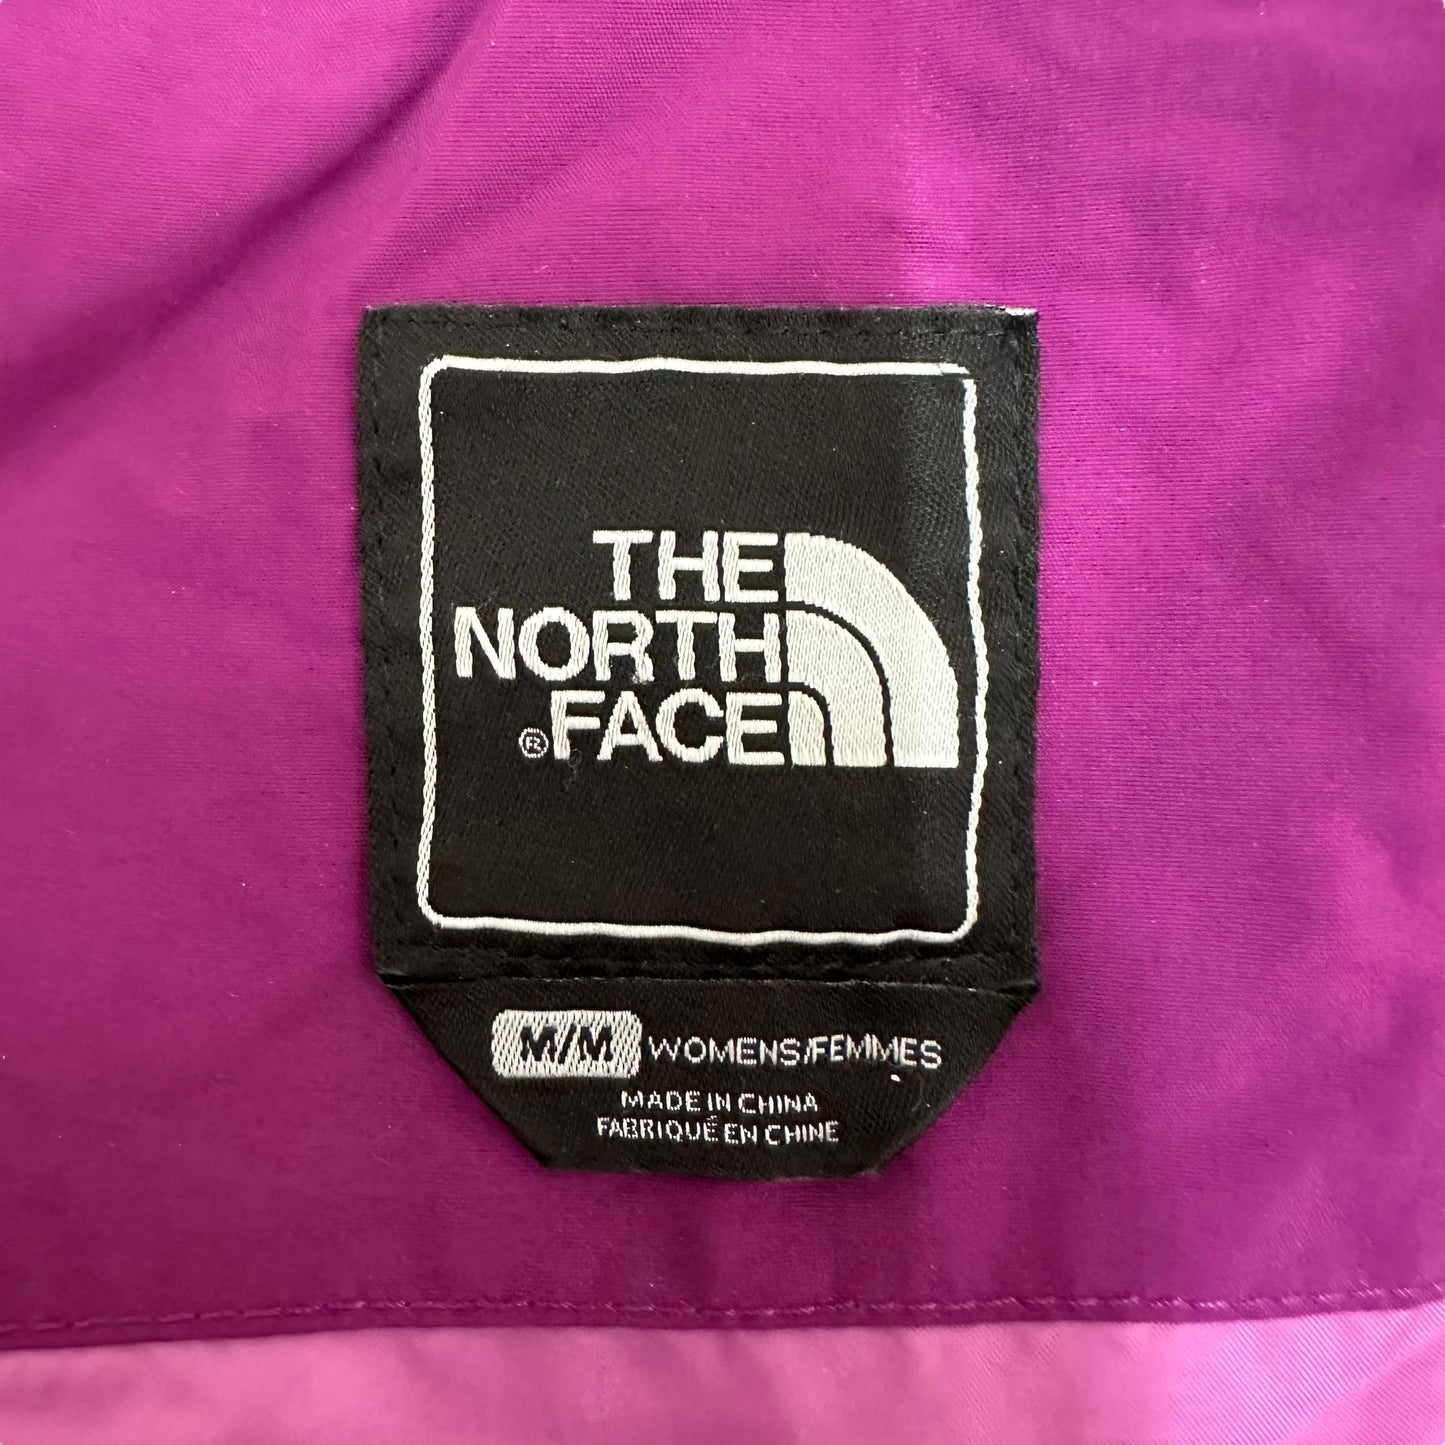 THE
NORTH
®FACE
M/M WOMENS/FEMMES
MADE IN CHINA
FABRIQUÉ EN CHINE